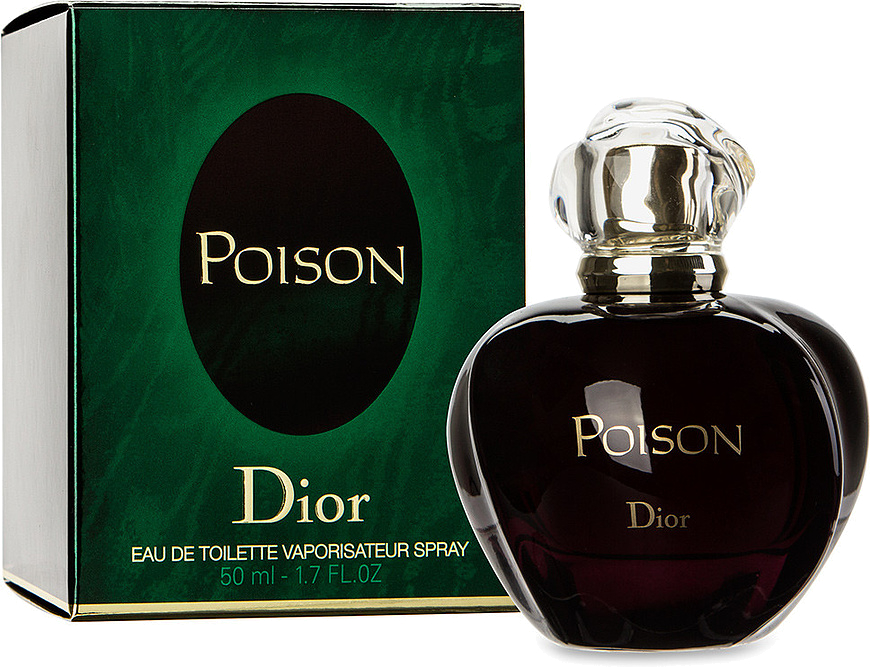 POISON
Dior
EAU DE TOILETTE VAPORISATEUR SPRAY
50 ml - 1.7 FL.OZ
POISON
Dior